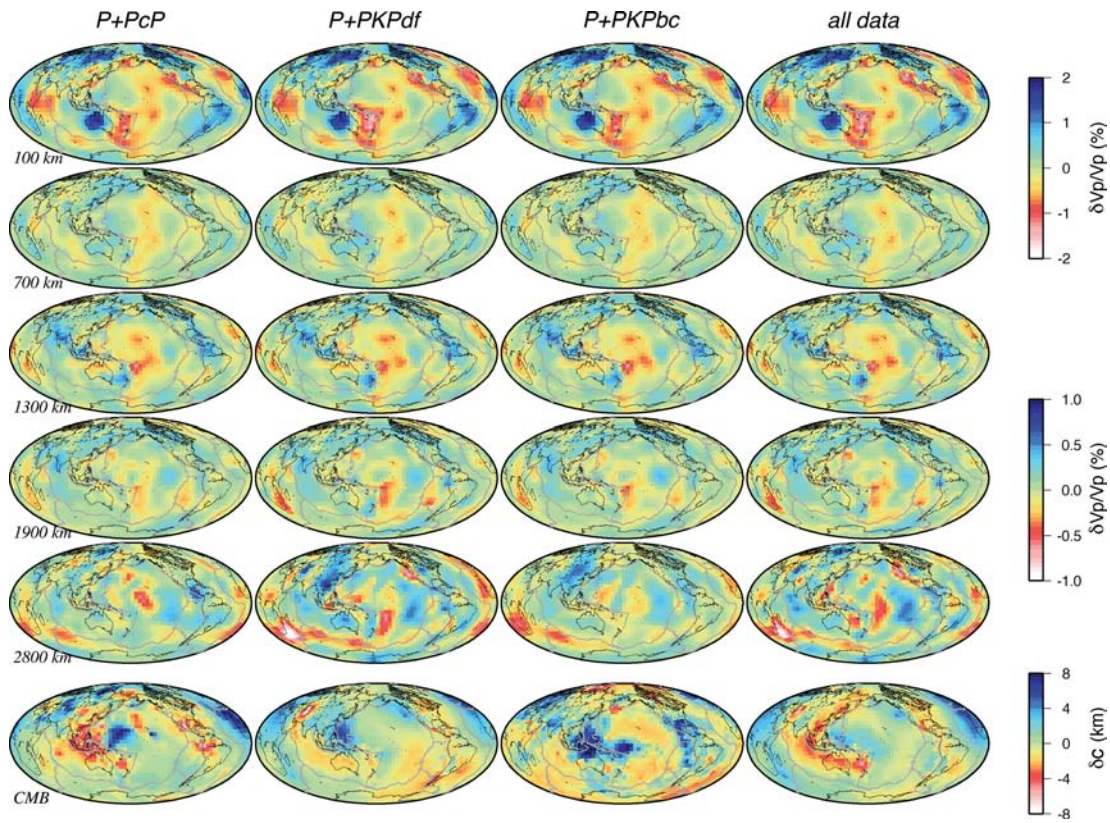 P+PcP P+PKPdf P+PKPbc all data
100 km
700 km
1300 km
1900 km
2800 km
CMB
2
1
0
-1
-2
δVp/Vp (%)
1.0
0.5
0.0
-0.5
-1.0
δVp/Vp (%)
8
4
0
-4
-8
δc (km)